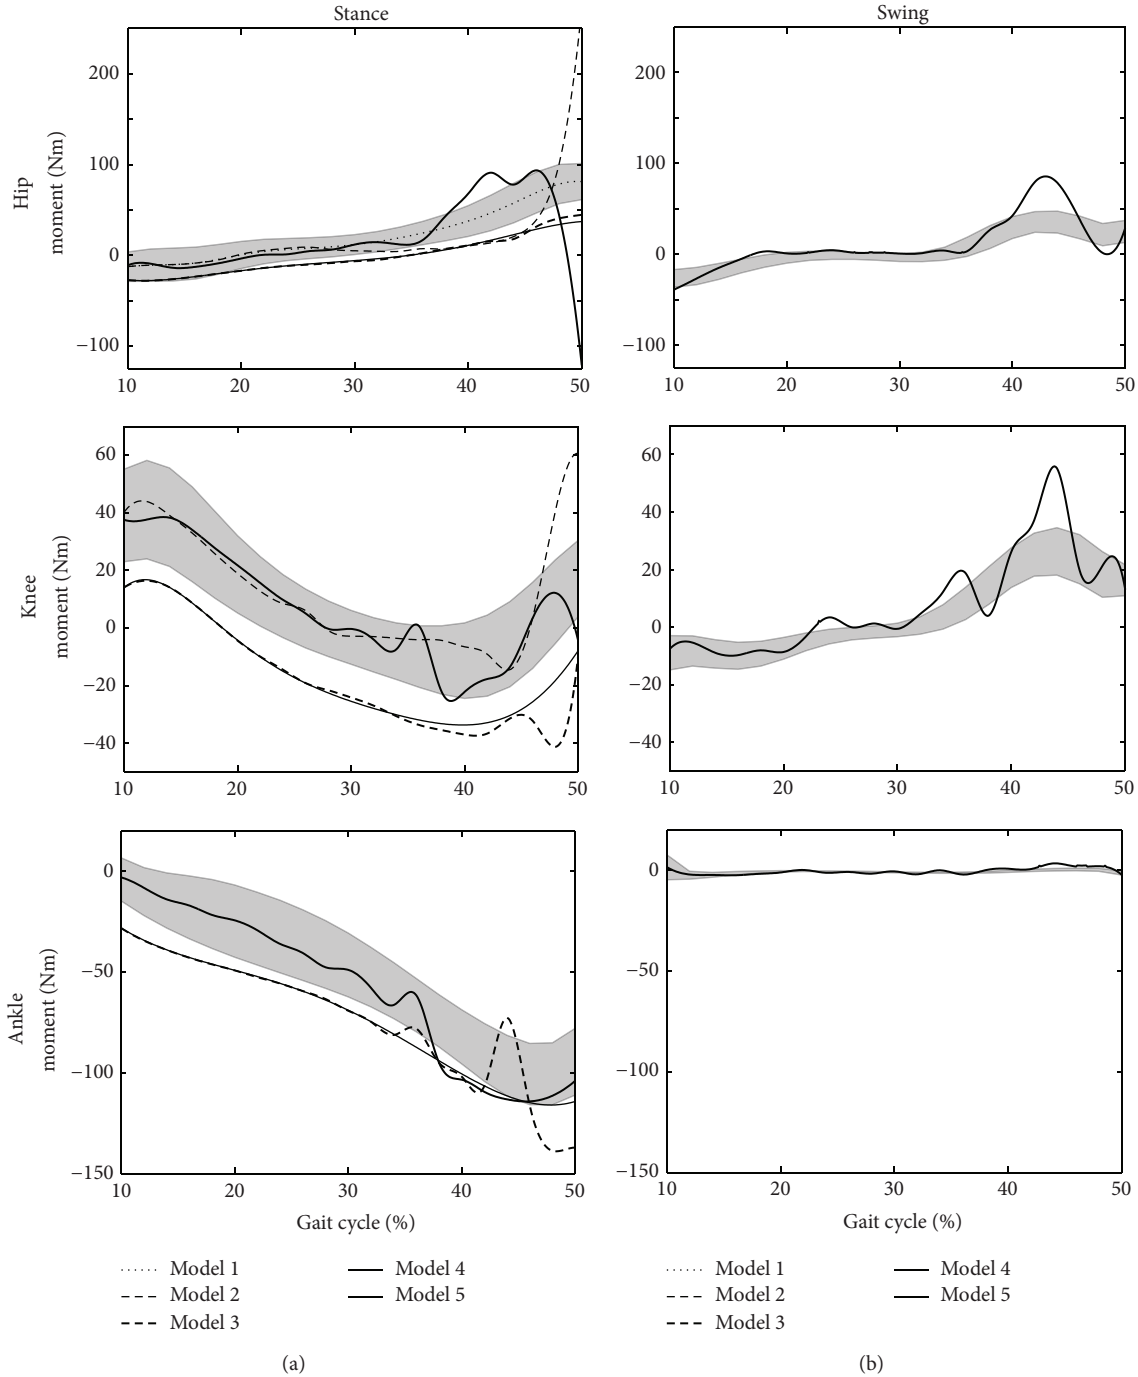 Stance
Swing
Hip
moment (Nm)
200
100
0
−100
10 20 30 40 50
200
100
0
−100
10 20 30 40 50
Knee
moment (Nm)
60
40
20
0
−20
−40
10 20 30 40 50
60
40
20
0
−20
−40
10 20 30 40 50
Ankle
moment (Nm)
0
−50
−100
−150
10 20 30 40 50
Gait cycle (%)
0
−50
−100
−150
10 20 30 40 50
Gait cycle (%)
Model 1
Model 2
Model 3
Model 4
Model 5
Model 1
Model 2
Model 3
Model 4
Model 5
(a)
(b)